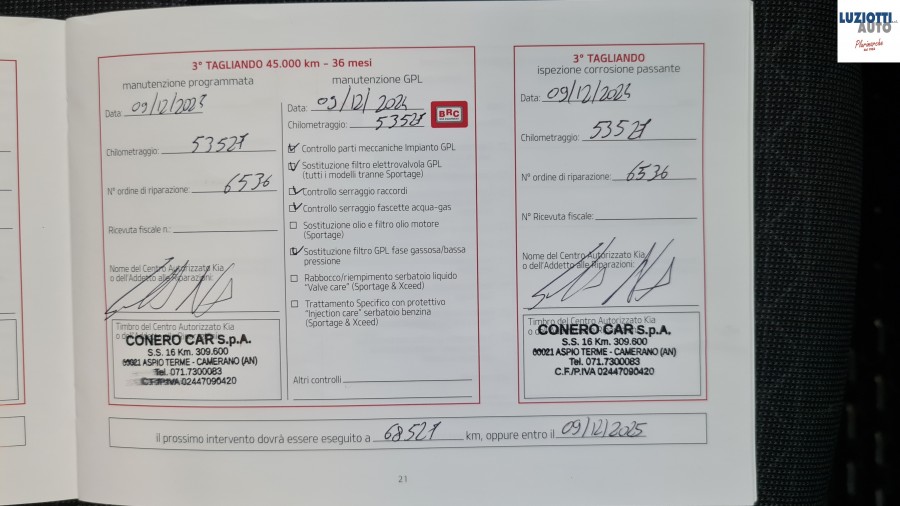 LUZIOTTI
AUTO
Plurimarche
3° TAGLIANDO 45.000 km – 36 mesi
manutenzione programmata
Data: 09/12/2023
Chilometraggio: 53527
N° ordine di riparazione: 6536
Ricevuta fiscale n.:
Nome del Centro Autorizzato Kia
o dell'Addetto alle Riparazioni:
Timbro del Centro Autorizzato Kia
CONERO CAR S.p.A.
S.S. 16 Km. 309.600
60021 ASPIO TERME - CAMERANO (AN)
Tel. 071.7300083
C.F./P.IVA 02447090420
manutenzione GPL
Data: 09/12/2024
Chilometraggio: 53527
BRC
Controllo parti meccaniche Impianto GPL
Sostituzione filtro elettrovalvola GPL
(tutti i modelli tranne Sportage)
Controllo serraggio raccordi
Controllo serraggio fascette acqua-gas
Sostituzione olio e filtro olio motore
(Sportage)
Sostituzione filtro GPL fase gassosa/bassa
pressione
Rabbocco/riempimento serbatoio liquido
"Valve care" (Sportage & Xceed)
Trattamento Specifico con protettivo
"Injection care" serbatoio benzina
(Sportage & Xceed)
Altri controlli
3° TAGLIANDO
ispezione corrosione passante
Data: 09/12/2024
Chilometraggio: 53527
N° ordine di riparazione: 6536
N° Ricevuta fiscale:
Nome del Centro Autorizzato Kia
o dell'Addetto alle Riparazioni:
Timbro del Centro Autorizzato Kia
CONERO CAR S.p.A.
S.S. 16 Km. 309.600
60021 ASPIO TERME - CAMERANO (AN)
Tel. 071.7300083
C.F./P.IVA 02447090420
il prossimo intervento dovrà essere eseguito a 68527 km, oppure entro il 09/12/2025
21